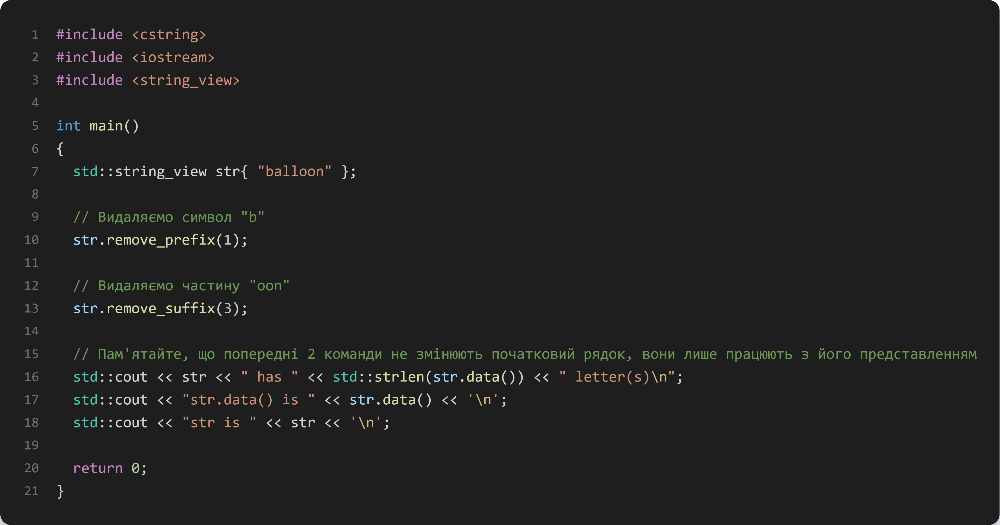 1 #include <cstring>
2 #include <iostream>
3 #include <string_view>
4
5 int main()
6 {
7   std::string_view str{ "balloon" };
8
9   // Видаляємо символ "b"
10   str.remove_prefix(1);
11
12   // Видаляємо частину "oon"
13   str.remove_suffix(3);
14
15   // Пам'ятайте, що попередні 2 команди не змінюють початковий рядок, вони лише працюють з його представленням
16   std::cout << str << " has " << std::strlen(str.data()) << " letter(s)\n";
17   std::cout << "str.data() is " << str.data() << '\n';
18   std::cout << "str is " << str << '\n';
19
20   return 0;
21 }